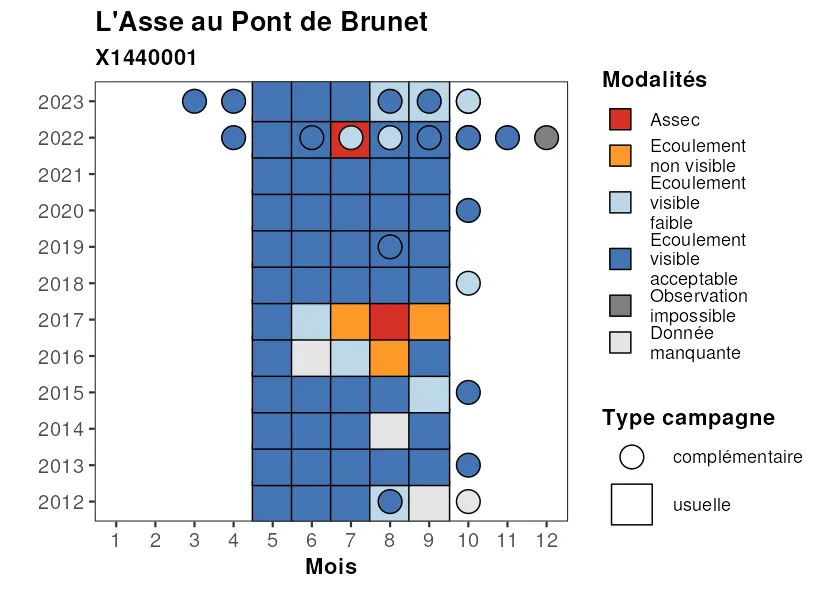 L'Asse au Pont de Brunet
X1440001
2023
2022
2021
2020
2019
2018
2017
2016
2015
2014
2013
2012
1 2 3 4 5 6 7 8 9 10 11 12
Mois
Modalités
Assec
Ecoulement
non visible
Ecoulement
visible
faible
Ecoulement
visible
acceptable
Observation
impossible
Donnée
manquante
Type campagne
complémentaire
usuelle